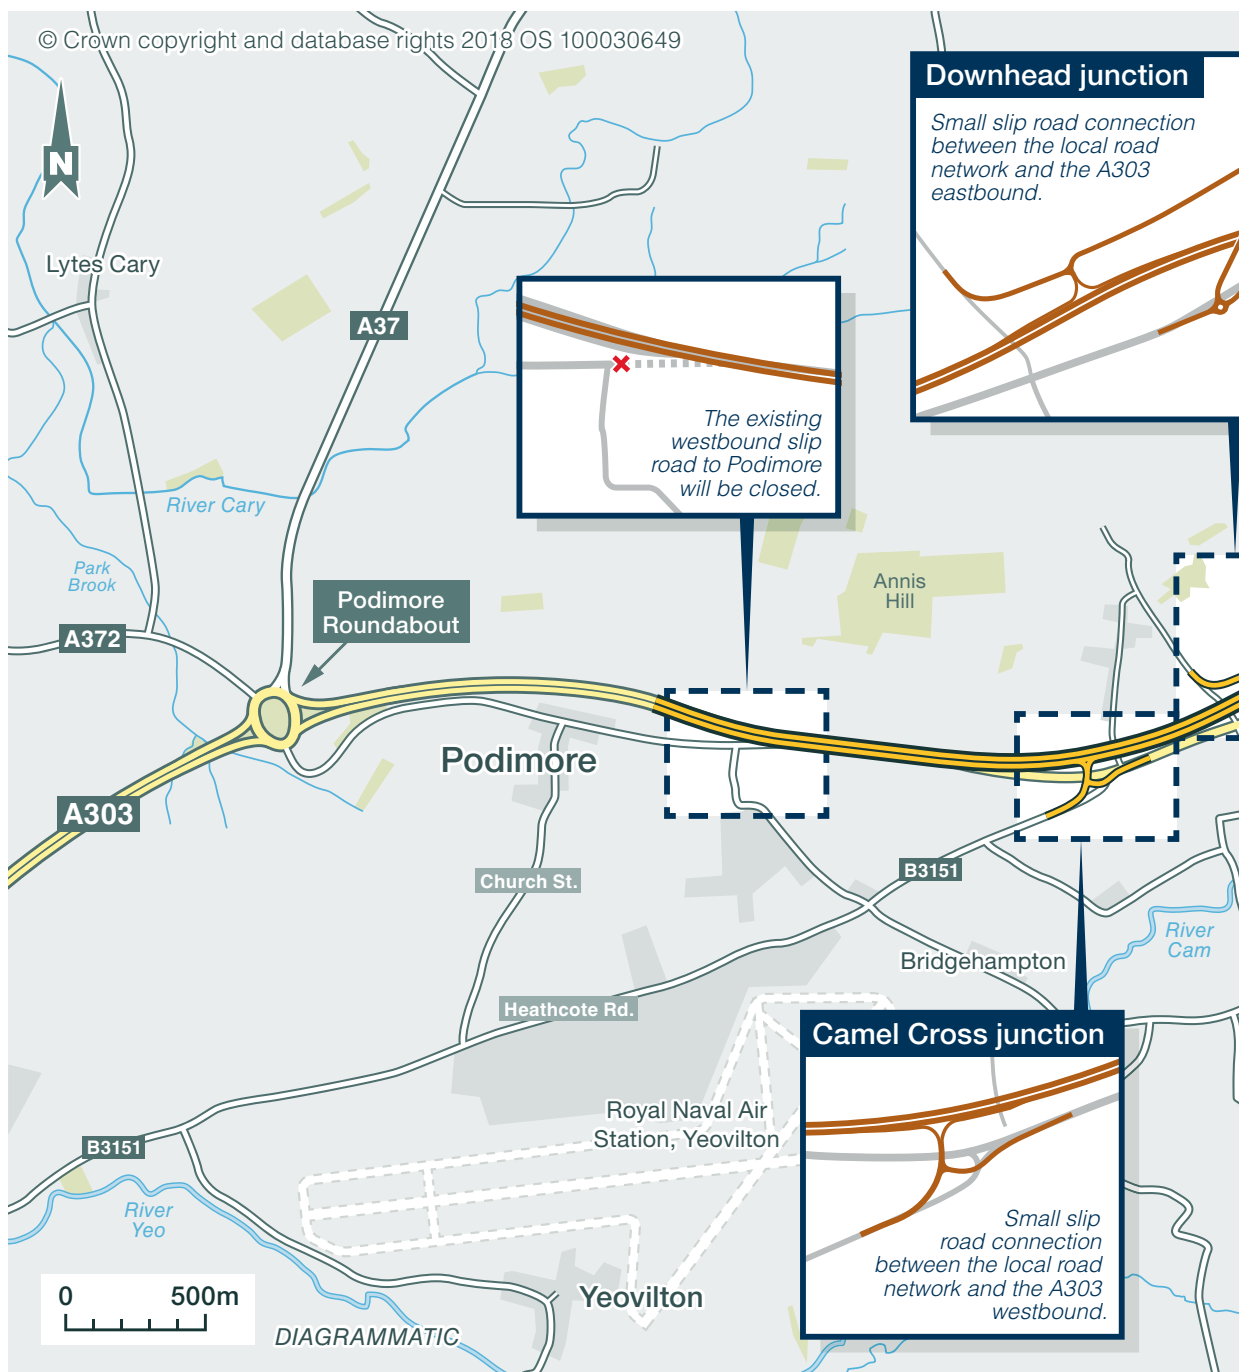 © Crown copyright and database rights 2018 OS 100030649
Downhead junction
Small slip road connection
between the local road
network and the A303
eastbound.
N
Lytes Cary
A37
The existing
westbound slip
road to Podimore
will be closed.
River Cary
Park
Brook
Annis
Hill
Podimore
Roundabout
A372
Podimore
A303
B3151
Church St.
River
Cam
Bridgehampton
Heathcote Rd.
Camel Cross junction
Royal Naval Air
Station, Yeovilton
B3151
River
Yeo
Small slip
road connection
between the local road
network and the A303
westbound.
0 500m
Yeovilton
DIAGRAMMATIC